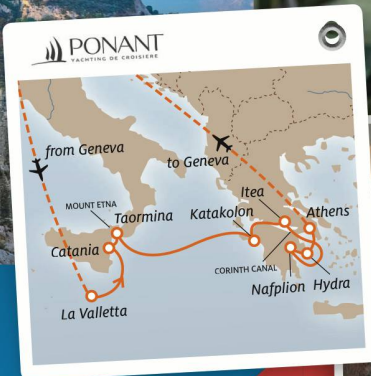 PONANT
YACHTING DE CROISIERE
from Geneva
to Geneva
Itea
MOUNT ETNA
Taormina
Katakolon
Athens
Catania
CORINTH CANAL
Nafplion
Hydra
La Valletta